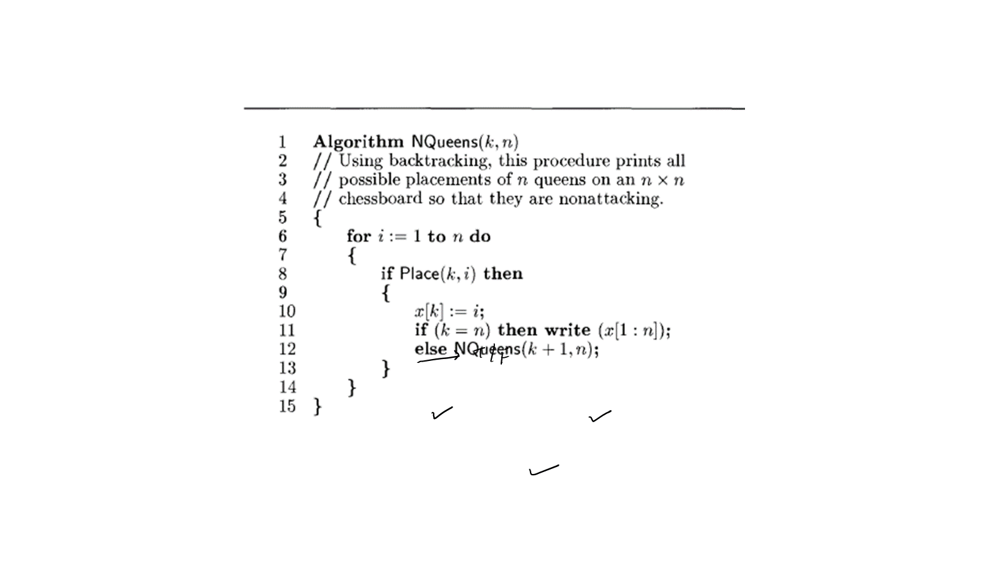 1 Algorithm NQueens(k, n)
2 // Using backtracking, this procedure prints all
3 // possible placements of n queens on an n × n
4 // chessboard so that they are nonattacking.
5 {
6 for i := 1 to n do
7 {
8 if Place(k, i) then
9 {
10 x[k] := i;
11 if (k = n) then write (x[1 : n]);
12 else NQueens(k + 1, n);
13 }
14 }
15 }